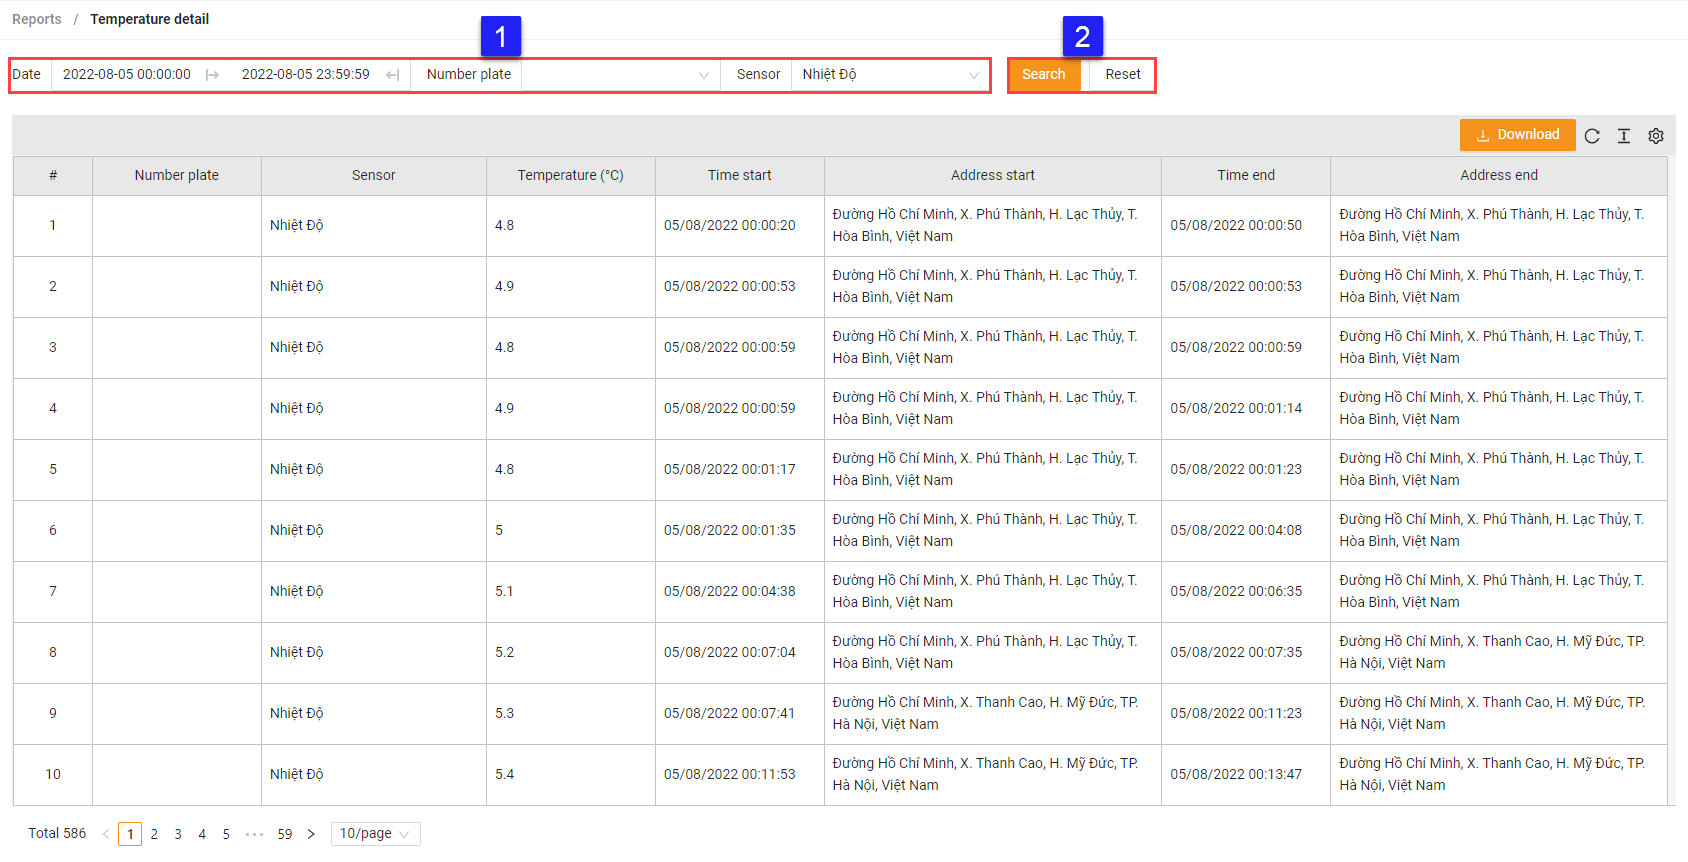 Reports / Temperature detail
1 2
Date 2022-08-05 00:00:00 2022-08-05 23:59:59 Number plate Sensor Nhiệt Độ Search Reset
Download
# Number plate Sensor Temperature (°C) Time start Address start Time end Address end
1 Nhiệt Độ 4.8 05/08/2022 00:00:20 Đường Hồ Chí Minh, X. Phú Thành, H. Lạc Thủy, T. 05/08/2022 00:00:50 Đường Hồ Chí Minh, X. Phú Thành, H. Lạc Thủy, T.
Hòa Bình, Việt Nam Hòa Bình, Việt Nam
2 Nhiệt Độ 4.9 05/08/2022 00:00:53 Đường Hồ Chí Minh, X. Phú Thành, H. Lạc Thủy, T. 05/08/2022 00:00:53 Đường Hồ Chí Minh, X. Phú Thành, H. Lạc Thủy, T.
Hòa Bình, Việt Nam Hòa Bình, Việt Nam
3 Nhiệt Độ 4.8 05/08/2022 00:00:59 Đường Hồ Chí Minh, X. Phú Thành, H. Lạc Thủy, T. 05/08/2022 00:00:59 Đường Hồ Chí Minh, X. Phú Thành, H. Lạc Thủy, T.
Hòa Bình, Việt Nam Hòa Bình, Việt Nam
4 Nhiệt Độ 4.9 05/08/2022 00:00:59 Đường Hồ Chí Minh, X. Phú Thành, H. Lạc Thủy, T. 05/08/2022 00:01:14 Đường Hồ Chí Minh, X. Phú Thành, H. Lạc Thủy, T.
Hòa Bình, Việt Nam Hòa Bình, Việt Nam
5 Nhiệt Độ 4.8 05/08/2022 00:01:17 Đường Hồ Chí Minh, X. Phú Thành, H. Lạc Thủy, T. 05/08/2022 00:01:23 Đường Hồ Chí Minh, X. Phú Thành, H. Lạc Thủy, T.
Hòa Bình, Việt Nam Hòa Bình, Việt Nam
6 Nhiệt Độ 5 05/08/2022 00:01:35 Đường Hồ Chí Minh, X. Phú Thành, H. Lạc Thủy, T. 05/08/2022 00:04:08 Đường Hồ Chí Minh, X. Phú Thành, H. Lạc Thủy, T.
Hòa Bình, Việt Nam Hòa Bình, Việt Nam
7 Nhiệt Độ 5.1 05/08/2022 00:04:38 Đường Hồ Chí Minh, X. Phú Thành, H. Lạc Thủy, T. 05/08/2022 00:06:35 Đường Hồ Chí Minh, X. Phú Thành, H. Lạc Thủy, T.
Hòa Bình, Việt Nam Hòa Bình, Việt Nam
8 Nhiệt Độ 5.2 05/08/2022 00:07:04 Đường Hồ Chí Minh, X. Phú Thành, H. Lạc Thủy, T. 05/08/2022 00:07:35 Đường Hồ Chí Minh, X. Thanh Cao, H. Mỹ Đức, TP.
Hòa Bình, Việt Nam Hà Nội, Việt Nam
9 Nhiệt Độ 5.3 05/08/2022 00:07:41 Đường Hồ Chí Minh, X. Thanh Cao, H. Mỹ Đức, TP. 05/08/2022 00:11:23 Đường Hồ Chí Minh, X. Thanh Cao, H. Mỹ Đức, TP.
Hà Nội, Việt Nam Hà Nội, Việt Nam
10 Nhiệt Độ 5.4 05/08/2022 00:11:53 Đường Hồ Chí Minh, X. Thanh Cao, H. Mỹ Đức, TP. 05/08/2022 00:13:47 Đường Hồ Chí Minh, X. Thanh Cao, H. Mỹ Đức, TP.
Hà Nội, Việt Nam Hà Nội, Việt Nam
Total 586 < 1 2 3 4 5 ••• 59 > 10/page